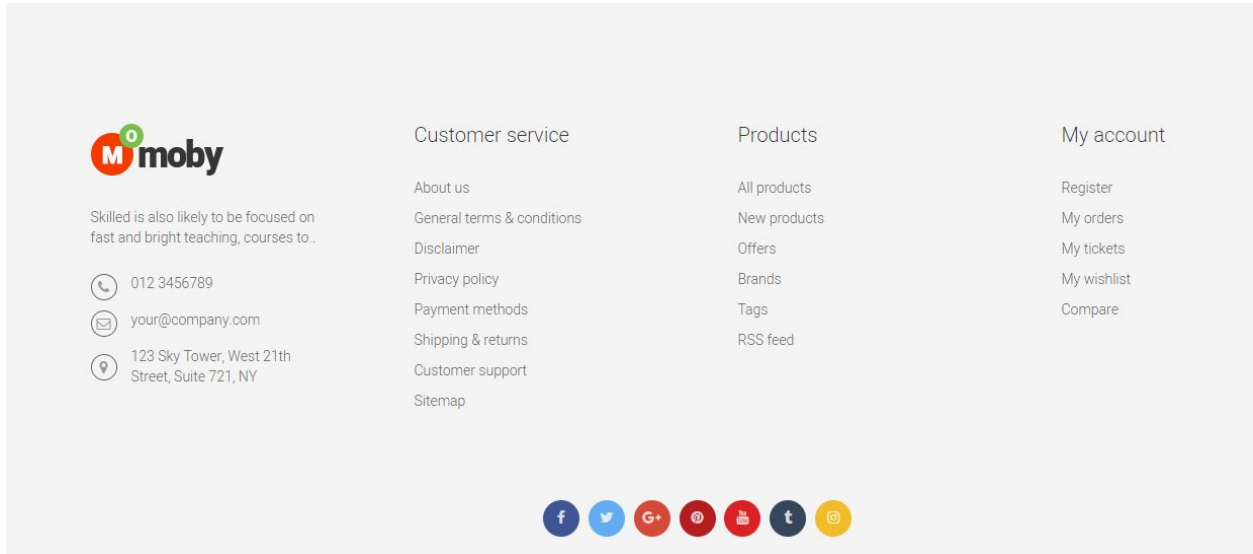 M
O
moby
Skilled is also likely to be focused on
fast and bright teaching, courses to..
012 3456789
your@company.com
123 Sky Tower, West 21th
Street, Suite 721, NY
Customer service
About us
General terms & conditions
Disclaimer
Privacy policy
Payment methods
Shipping & returns
Customer support
Sitemap
Products
All products
New products
Offers
Brands
Tags
RSS feed
My account
Register
My orders
My tickets
My wishlist
Compare
f
G+
You
Tube
t